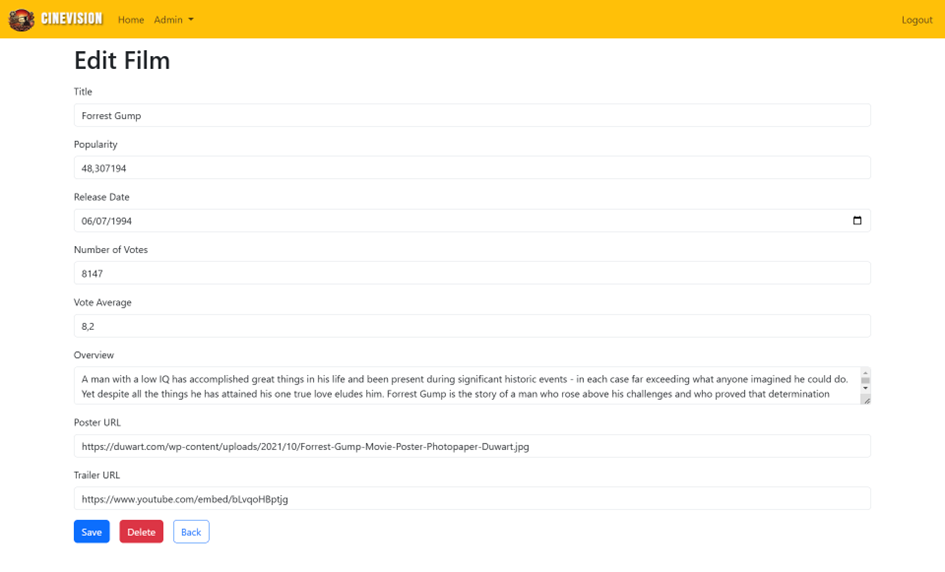 CINEVISION Home Admin Logout
Edit Film
Title
Forrest Gump
Popularity
48,307194
Release Date
06/07/1994
Number of Votes
8147
Vote Average
8,2
Overview
A man with a low IQ has accomplished great things in his life and been present during significant historic events - in each case far exceeding what anyone imagined he could do.
Yet despite all the things he has attained his one true love eludes him. Forrest Gump is the story of a man who rose above his challenges and who proved that determination
Poster URL
https://duwart.com/wp-content/uploads/2021/10/Forrest-Gump-Movie-Poster-Photopaper-Duwart.jpg
Trailer URL
https://www.youtube.com/embed/bLvqoHBptjg
Save Delete Back